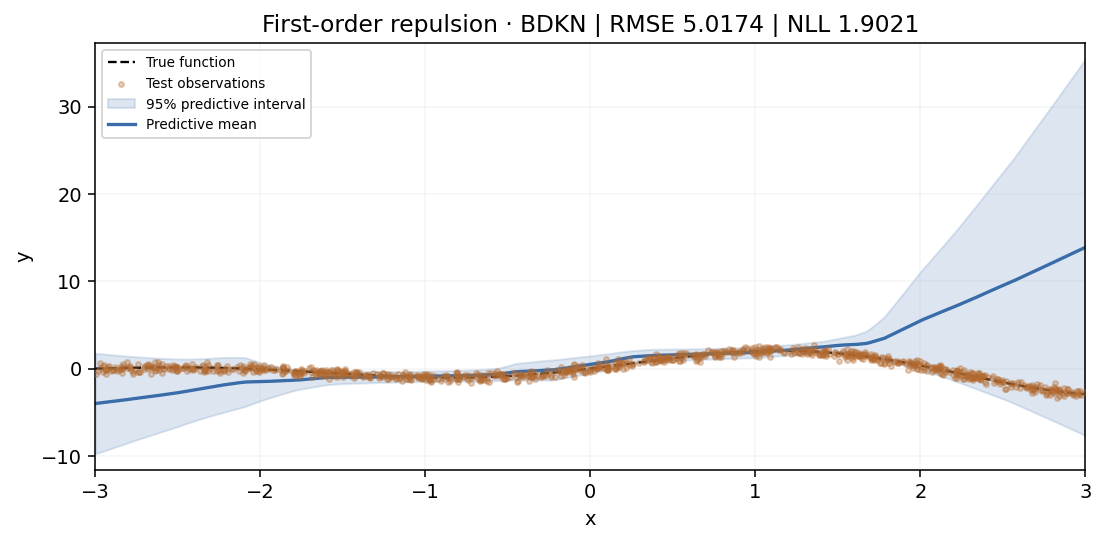 First-order repulsion · BDKN | RMSE 5.0174 | NLL 1.9021
True function
Test observations
95% predictive interval
Predictive mean
y
30
20
10
0
−10
−3
−2
−1
0
1
2
3
x